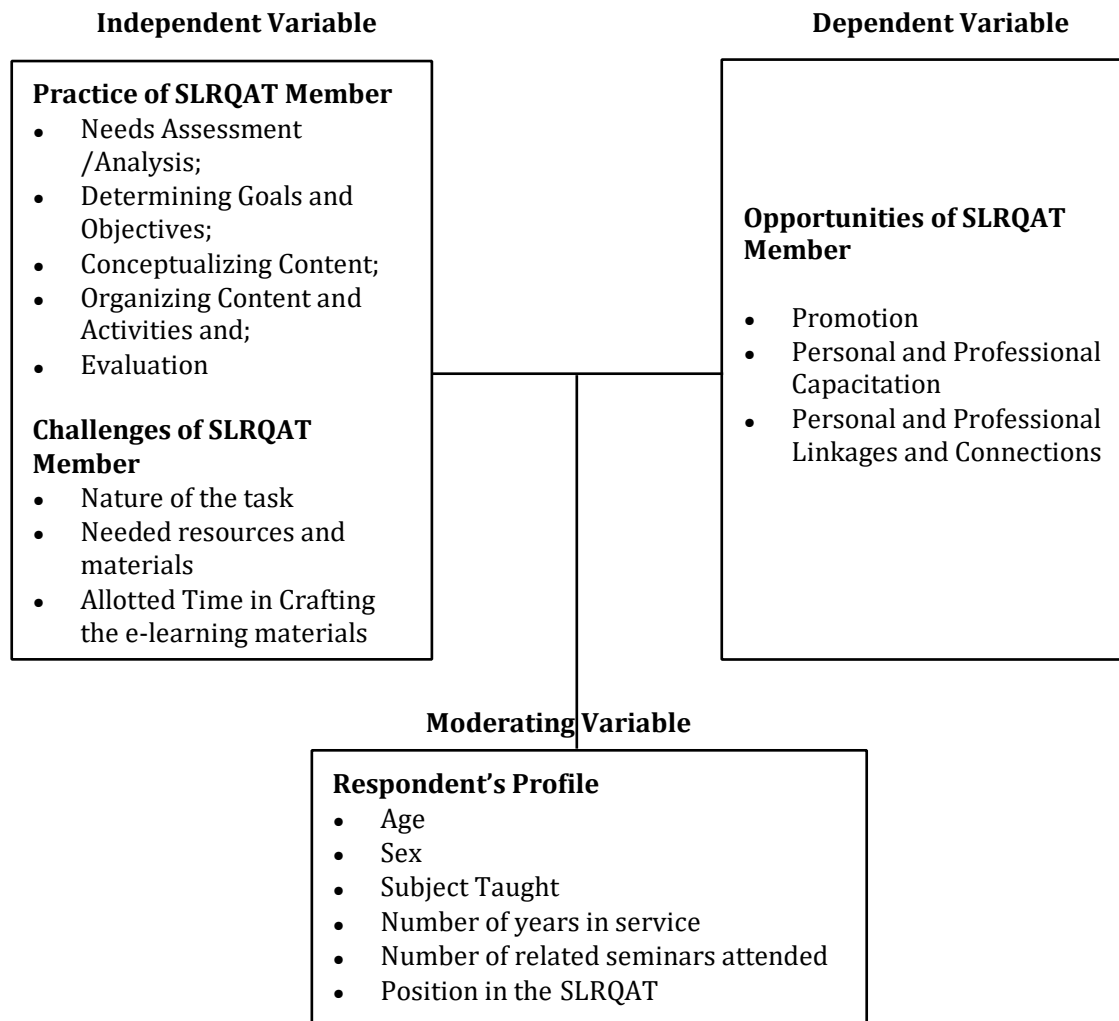 Independent Variable
Practice of SLRQAT Member
• Needs Assessment
/Analysis;
• Determining Goals and
Objectives;
• Conceptualizing Content;
• Organizing Content and
Activities and;
• Evaluation
Challenges of SLRQAT
Member
• Nature of the task
• Needed resources and
materials
• Allotted Time in Crafting
the e-learning materials
Dependent Variable
Opportunities of SLRQAT
Member
• Promotion
• Personal and Professional
Capacitation
• Personal and Professional
Linkages and Connections
Moderating Variable
Respondent’s Profile
• Age
• Sex
• Subject Taught
• Number of years in service
• Number of related seminars attended
• Position in the SLRQAT